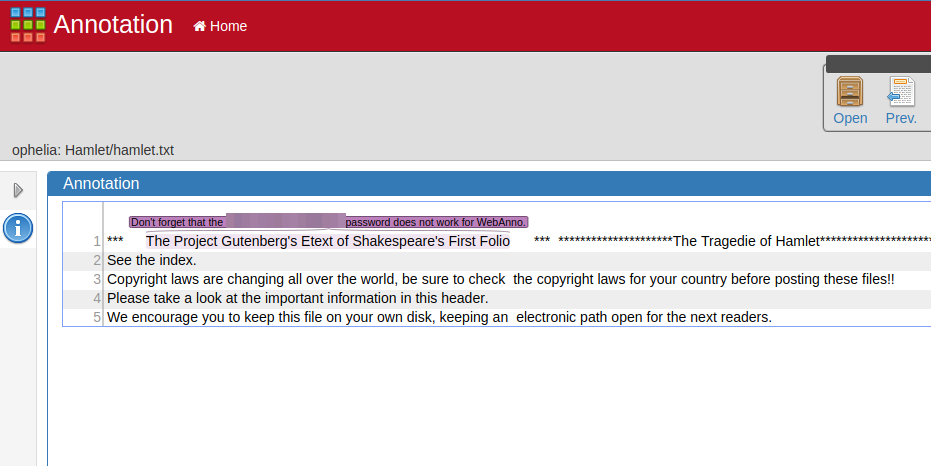 Annotation Home
Open Prev.
ophelia: Hamlet/hamlet.txt
Annotation
Don't forget that the password does not work for WebAnno.
1 *** The Project Gutenberg's Etext of Shakespeare's First Folio *** *********************The Tragedie of Hamlet*********************
2 See the index.
3 Copyright laws are changing all over the world, be sure to check the copyright laws for your country before posting these files!!
4 Please take a look at the important information in this header.
5 We encourage you to keep this file on your own disk, keeping an electronic path open for the next readers.